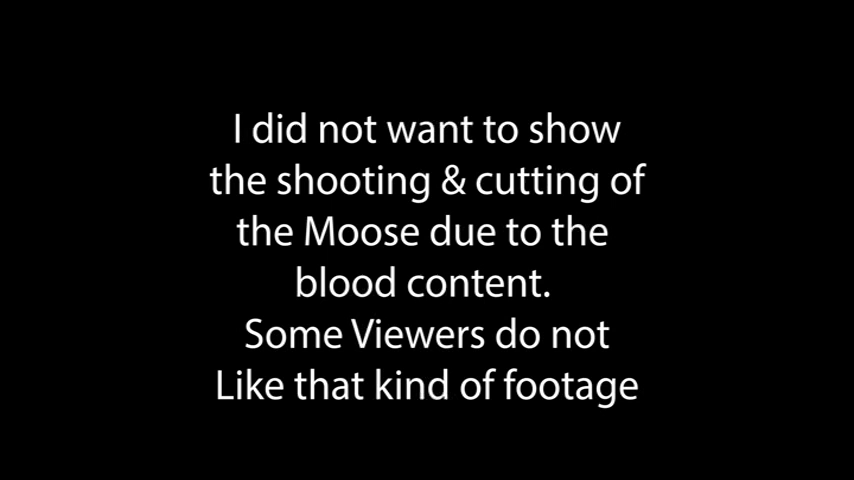 I did not want to show
the shooting & cutting of
the Moose due to the
blood content.
Some Viewers do not
Like that kind of footage